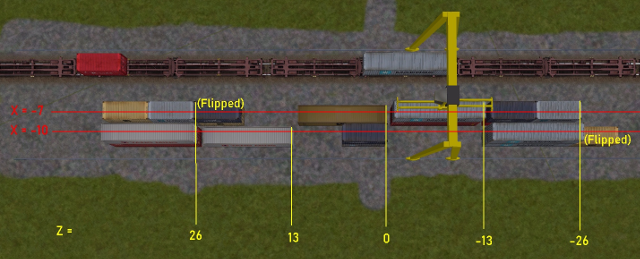 (Flipped)
X = -7
X = -10
(Flipped)
Z =
26
13
0
-13
-26